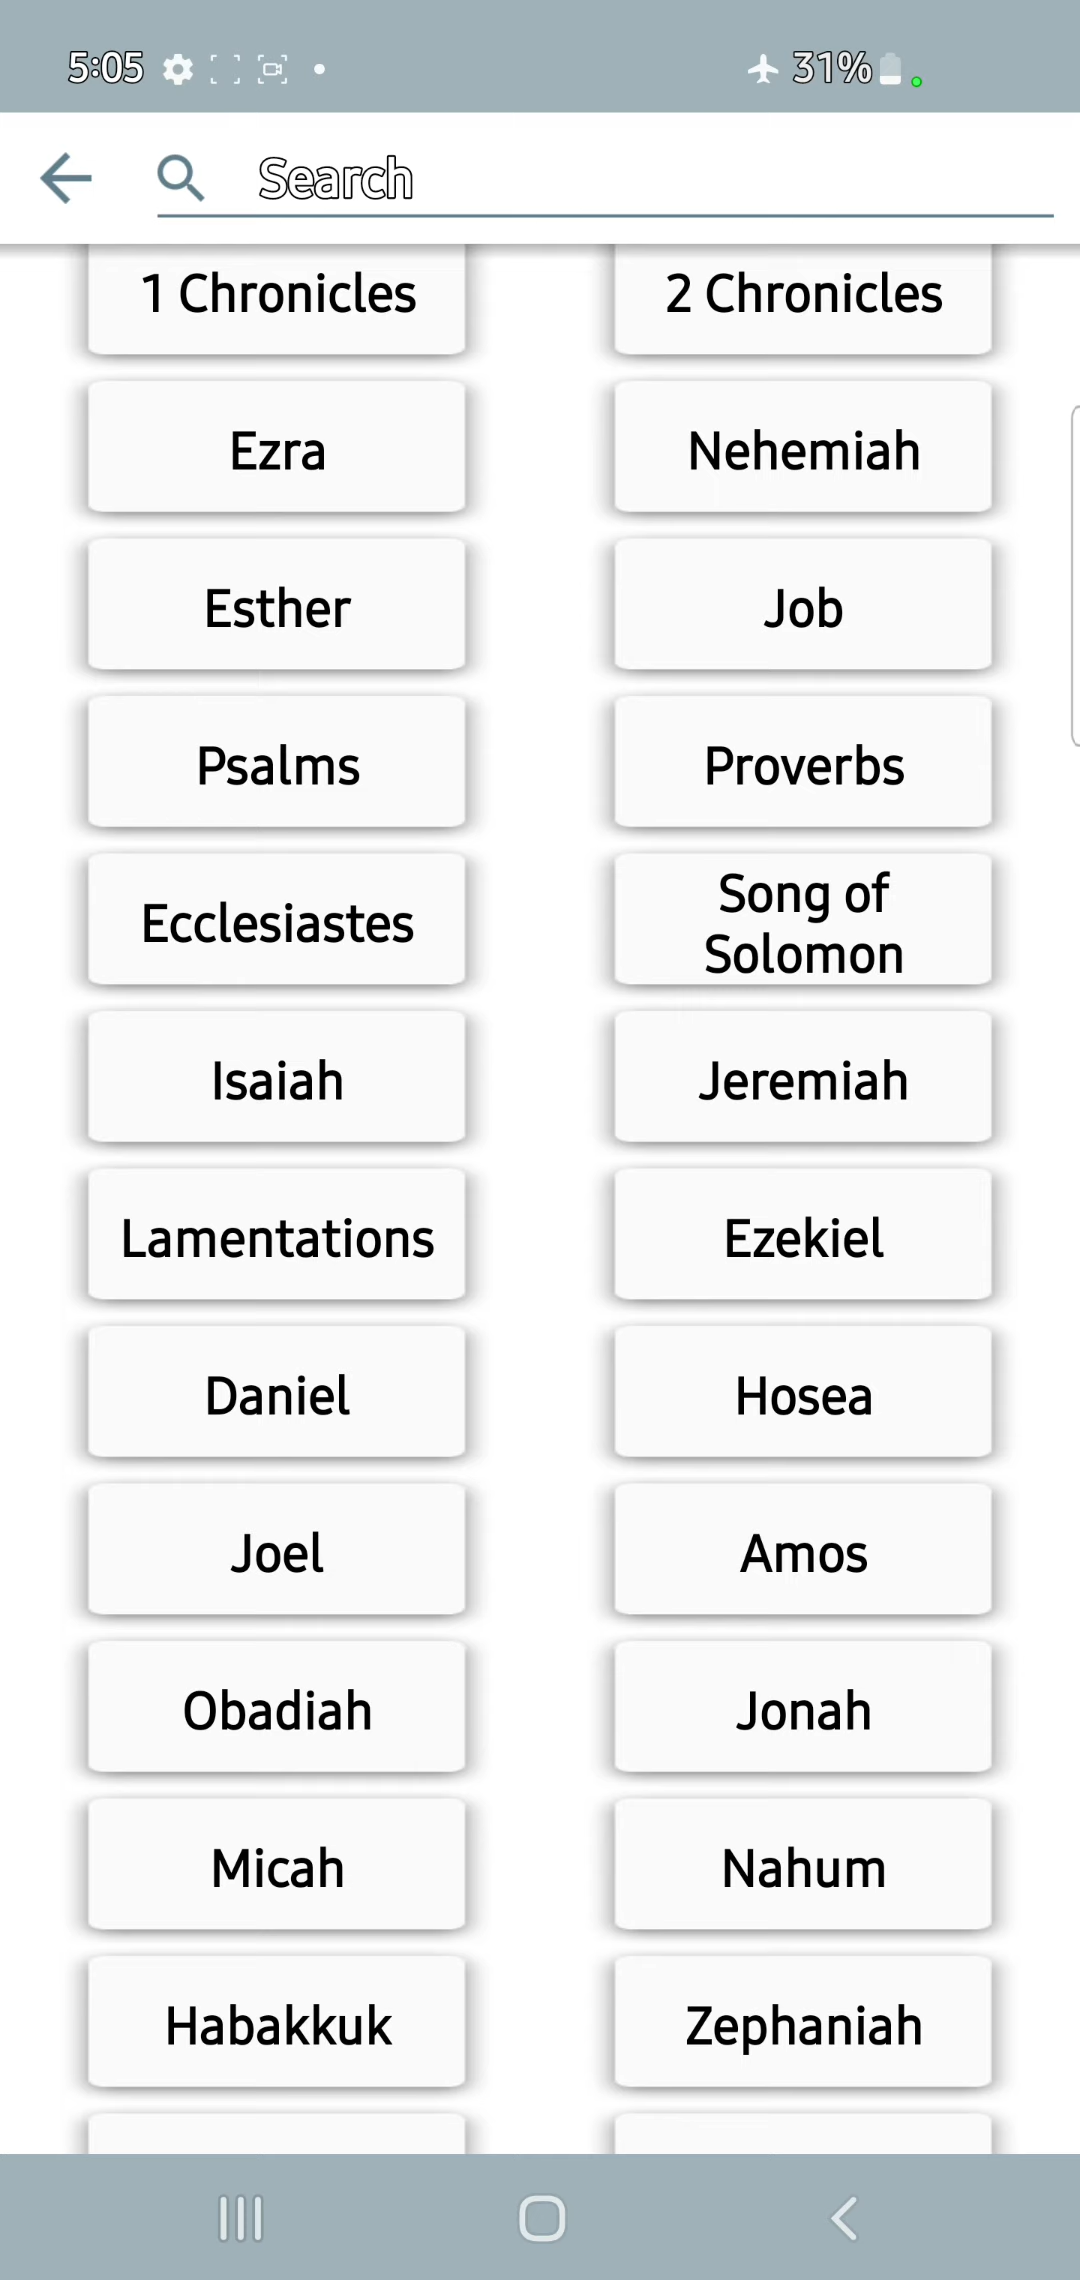 5:05
31%
Search
1 Chronicles
2 Chronicles
Ezra
Nehemiah
Esther
Job
Psalms
Proverbs
Ecclesiastes
Song of
Solomon
Isaiah
Jeremiah
Lamentations
Ezekiel
Daniel
Hosea
Joel
Amos
Obadiah
Jonah
Micah
Nahum
Habakkuk
Zephaniah